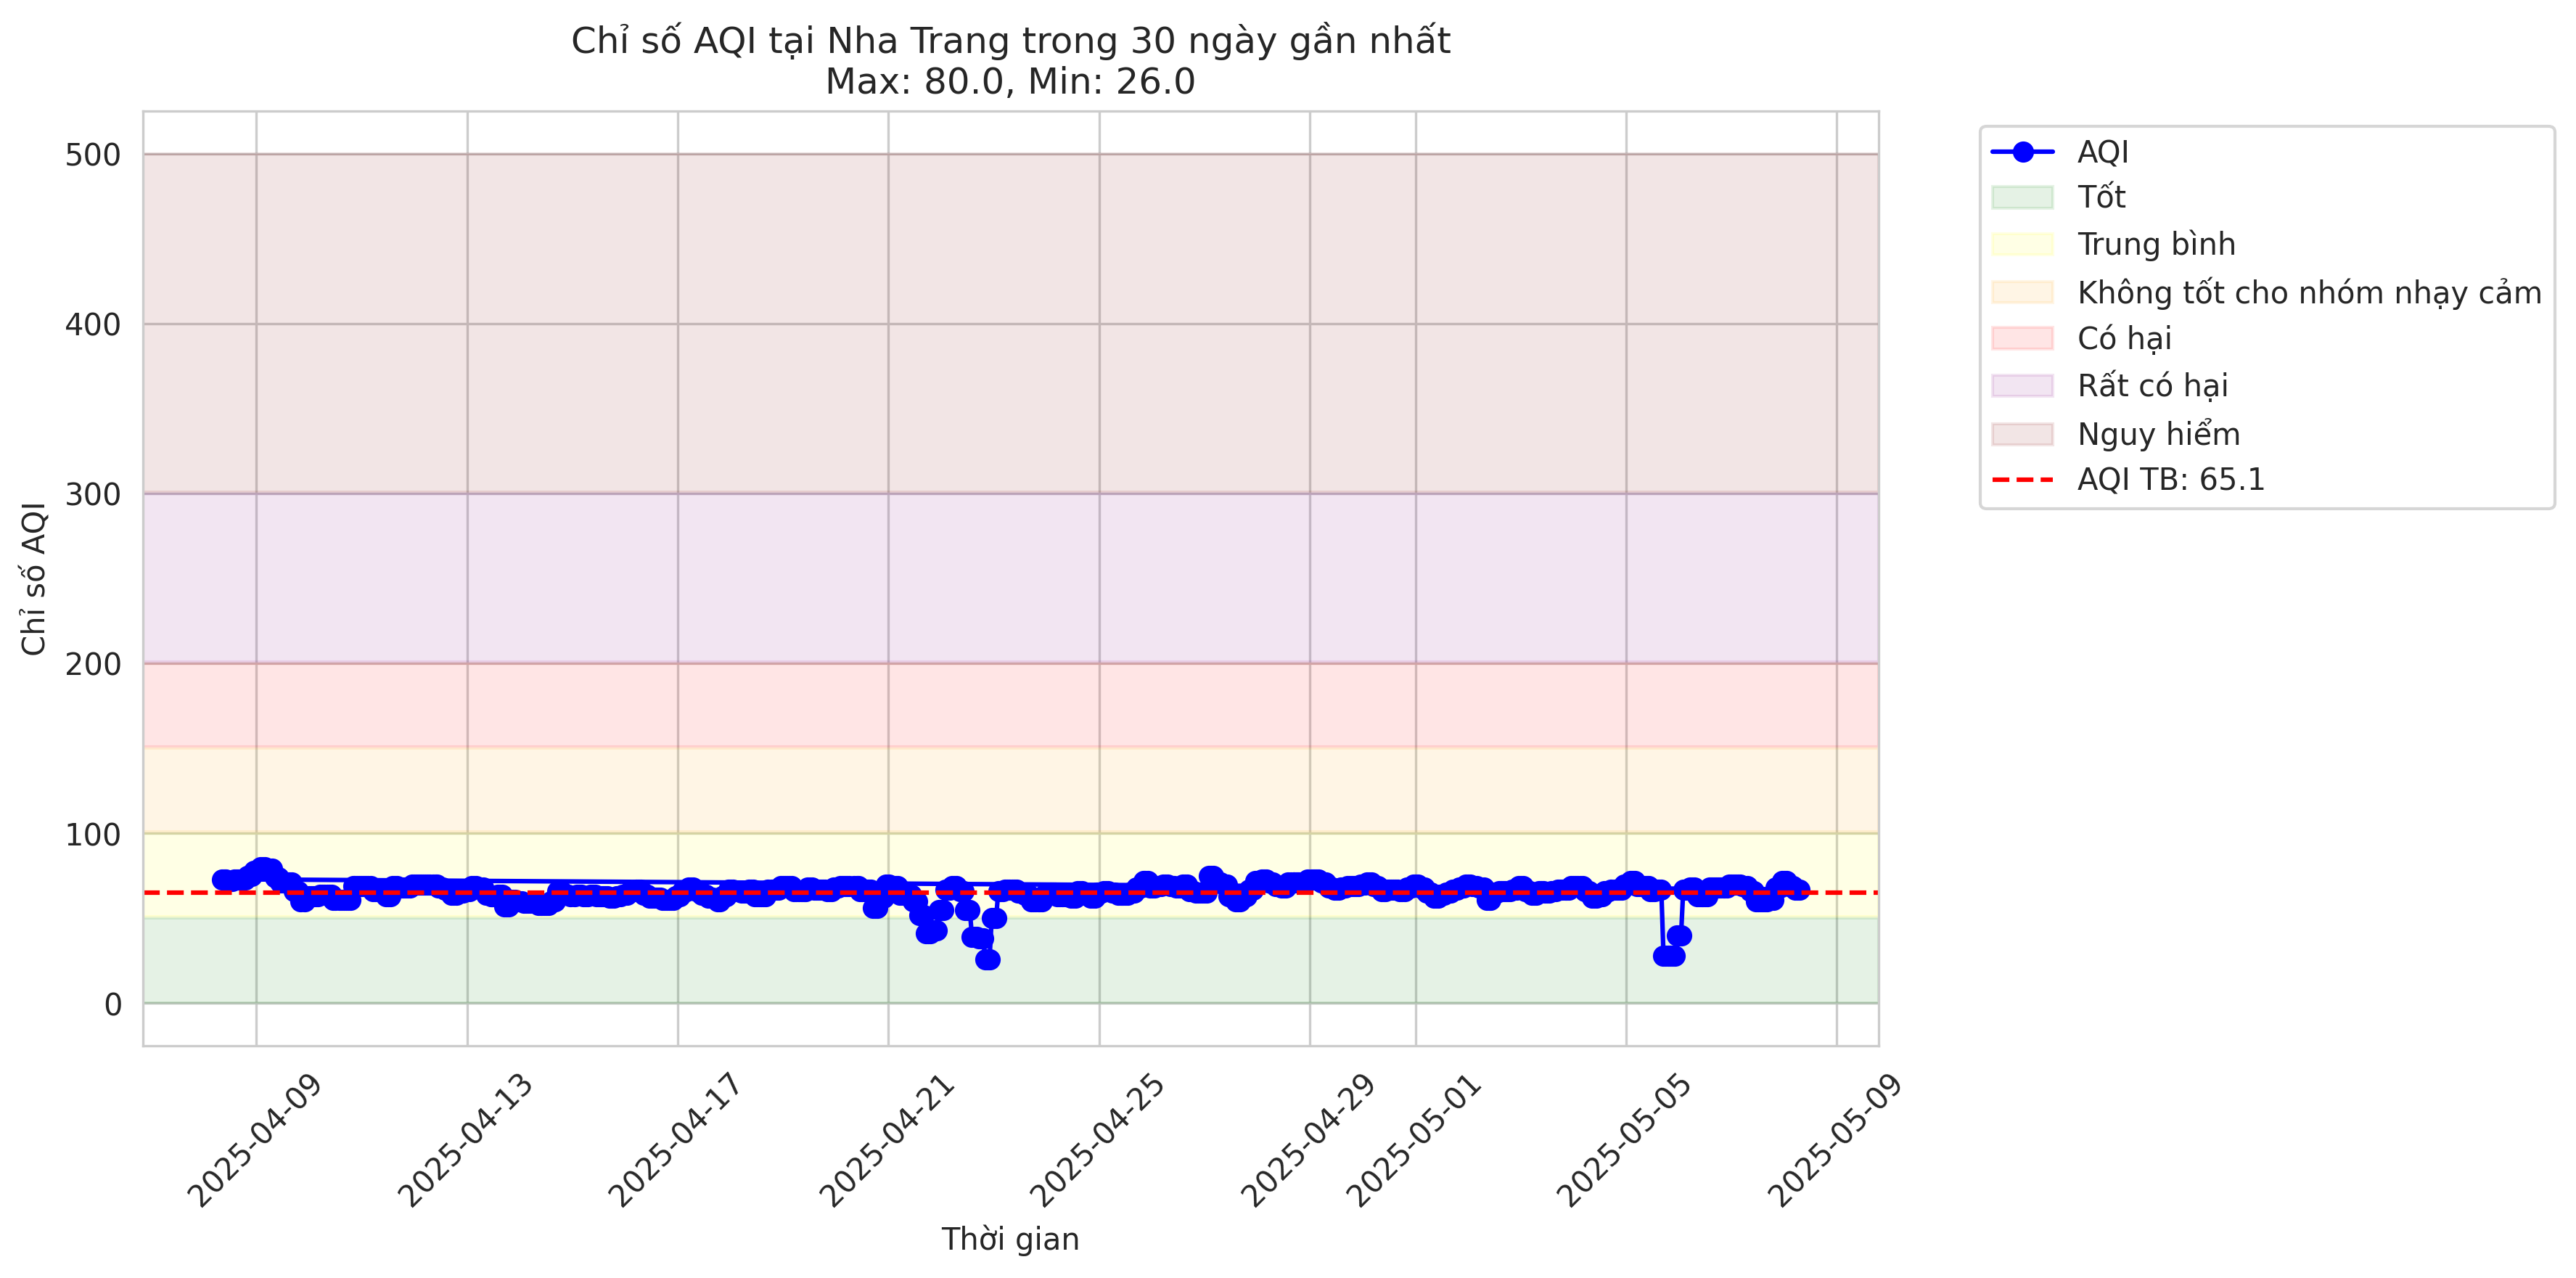 Chỉ số AQI tại Nha Trang trong 30 ngày gần nhất
Max: 80.0, Min: 26.0
Chỉ số AQI
500
400
300
200
100
0
2025-04-09
2025-04-13
2025-04-17
2025-04-21
2025-04-25
2025-04-29
2025-05-01
2025-05-05
2025-05-09
Thời gian
AQI
Tốt
Trung bình
Không tốt cho nhóm nhạy cảm
Có hại
Rất có hại
Nguy hiểm
AQI TB: 65.1